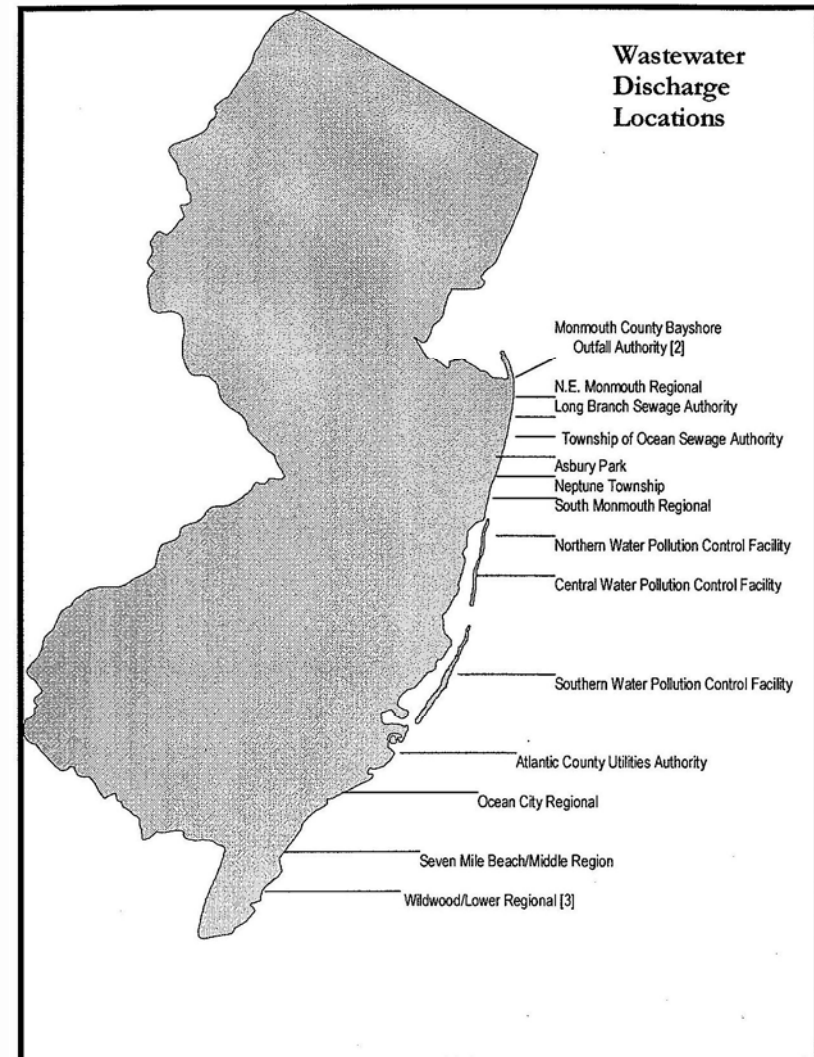 Wastewater
Discharge
Locations
Monmouth County Bayshore
Outfall Authority [2]
N.E. Monmouth Regional
Long Branch Sewage Authority
Township of Ocean Sewage Authority
Asbury Park
Neptune Township
South Monmouth Regional
Northern Water Pollution Control Facility
Central Water Pollution Control Facility
Southern Water Pollution Control Facility
Atlantic County Utilities Authority
Ocean City Regional
Seven Mile Beach/Middle Region
Wildwood/Lower Regional [3]